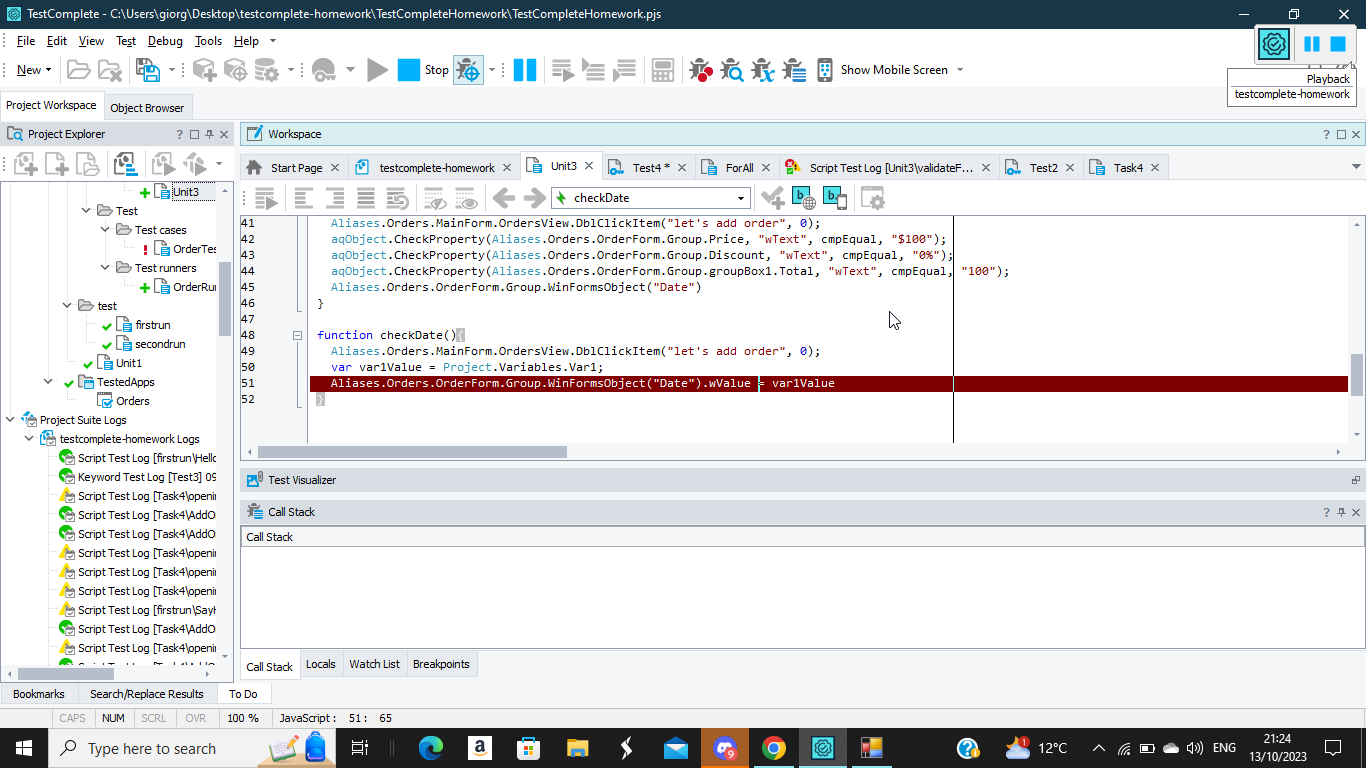 TestComplete - C:\Users\giorg\Desktop\testcomplete-homework\TestCompleteHomework\TestCompleteHomework.pjs
File Edit View Test Debug Tools Help
New Stop Show Mobile Screen
Playback
testcomplete-homework
Project Workspace Object Browser
Project Explorer
Unit3
Test
Test cases
OrderTes
Test runners
OrderRu
test
firstrun
secondrun
Unit1
TestedApps
Orders
Project Suite Logs
testcomplete-homework Logs
Script Test Log [firstrun\Hello
Keyword Test Log [Test3] 09
Script Test Log [Task4\openi
Script Test Log [Task4\AddO
Script Test Log [Task4\AddO
Script Test Log [Task4\openi
Script Test Log [Task4\openi
Script Test Log [Task4\openi
Script Test Log [firstrun\SayH
Script Test Log [Task4\AddO
Script Test Log [Task4\openi
Bookmarks Search/Replace Results To Do
Workspace
Start Page testcomplete-homework Unit3 Test4 * ForAll Script Test Log [Unit3\validateF... Test2 Task4
checkDate
41 Aliases.Orders.MainForm.OrdersView.DblClickItem("let's add order", 0);
42 aqObject.CheckProperty(Aliases.Orders.OrderForm.Group.Price, "wText", cmpEqual, "$100");
43 aqObject.CheckProperty(Aliases.Orders.OrderForm.Group.Discount, "wText", cmpEqual, "0%");
44 aqObject.CheckProperty(Aliases.Orders.OrderForm.Group.groupBox1.Total, "wText", cmpEqual, "100");
45 Aliases.Orders.OrderForm.Group.WinFormsObject("Date")
46 }
47
48 function checkDate(){
49 Aliases.Orders.MainForm.OrdersView.DblClickItem("let's add order", 0);
50 var var1Value = Project.Variables.Var1;
51 Aliases.Orders.OrderForm.Group.WinFormsObject("Date").wValue = var1Value
52 }
Test Visualizer
Call Stack
Call Stack
Call Stack Locals Watch List Breakpoints
CAPS NUM SCRL OVR 100 % JavaScript : 51 : 65
Type here to search
9
12°C
ENG
21:24
13/10/2023